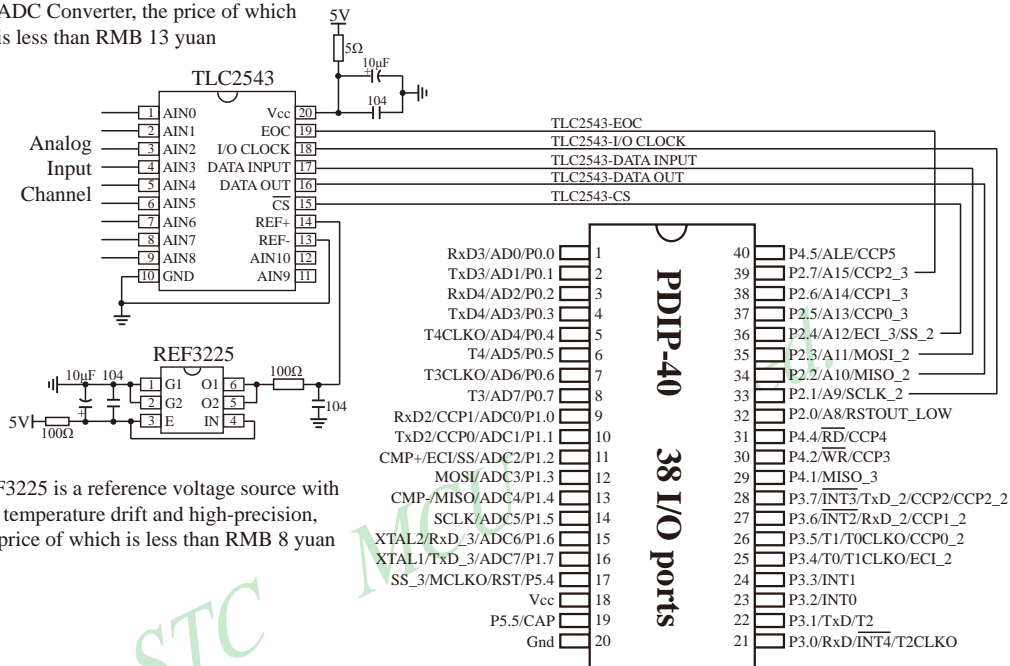 ADC Converter, the price of which
is less than RMB 13 yuan
5V
5Ω
10μF
+
104
TLC2543
Analog
Input
Channel
1 AIN0 Vcc 20
2 AIN1 EOC 19
3 AIN2 I/O CLOCK 18
4 AIN3 DATA INPUT 17
5 AIN4 DATA OUT 16
6 AIN5 CS 15
7 AIN6 REF+ 14
8 AIN7 REF- 13
9 AIN8 AIN10 12
10 GND AIN9 11
TLC2543-EOC
TLC2543-I/O CLOCK
TLC2543-DATA INPUT
TLC2543-DATA OUT
TLC2543-CS
REF3225
10μF 104
+
1 G1 O1 6
2 G2 O2 5
3 E IN 4
100Ω
104
5V
100Ω
F3225 is a reference voltage source with
temperature drift and high-precision,
price of which is less than RMB 8 yuan
PDIP-40 38 I/O ports
RxD3/AD0/P0.0 1 40 P4.5/ALE/CCP5
TxD3/AD1/P0.1 2 39 P2.7/A15/CCP2_3
RxD4/AD2/P0.2 3 38 P2.6/A14/CCP1_3
TxD4/AD3/P0.3 4 37 P2.5/A13/CCP0_3
T4CLKO/AD4/P0.4 5 36 P2.4/A12/ECI_3/SS_2
T4/AD5/P0.5 6 35 P2.3/A11/MOSI_2
T3CLKO/AD6/P0.6 7 34 P2.2/A10/MISO_2
T3/AD7/P0.7 8 33 P2.1/A9/SCLK_2
RxD2/CCP1/ADC0/P1.0 9 32 P2.0/A8/RSTOUT_LOW
TxD2/CCP0/ADC1/P1.1 10 31 P4.4/RD/CCP4
CMP+/ECI/SS/ADC2/P1.2 11 30 P4.2/WR/CCP3
MOSI/ADC3/P1.3 12 29 P4.1/MISO_3
CMP-/MISO/ADC4/P1.4 13 28 P3.7/INT3/TxD_2/CCP2/CCP2_2
SCLK/ADC5/P1.5 14 27 P3.6/INT2/RxD_2/CCP1_2
XTAL2/RxD_3/ADC6/P1.6 15 26 P3.5/T1/T0CLKO/CCP0_2
XTAL1/TxD_3/ADC7/P1.7 16 25 P3.4/T0/T1CLKO/ECI_2
SS_3/MCLKO/RST/P5.4 17 24 P3.3/INT1
Vcc 18 23 P3.2/INT0
P5.5/CAP 19 22 P3.1/TxD/T2
Gnd 20 21 P3.0/RxD/INT4/T2CLKO
STC MCU
d.